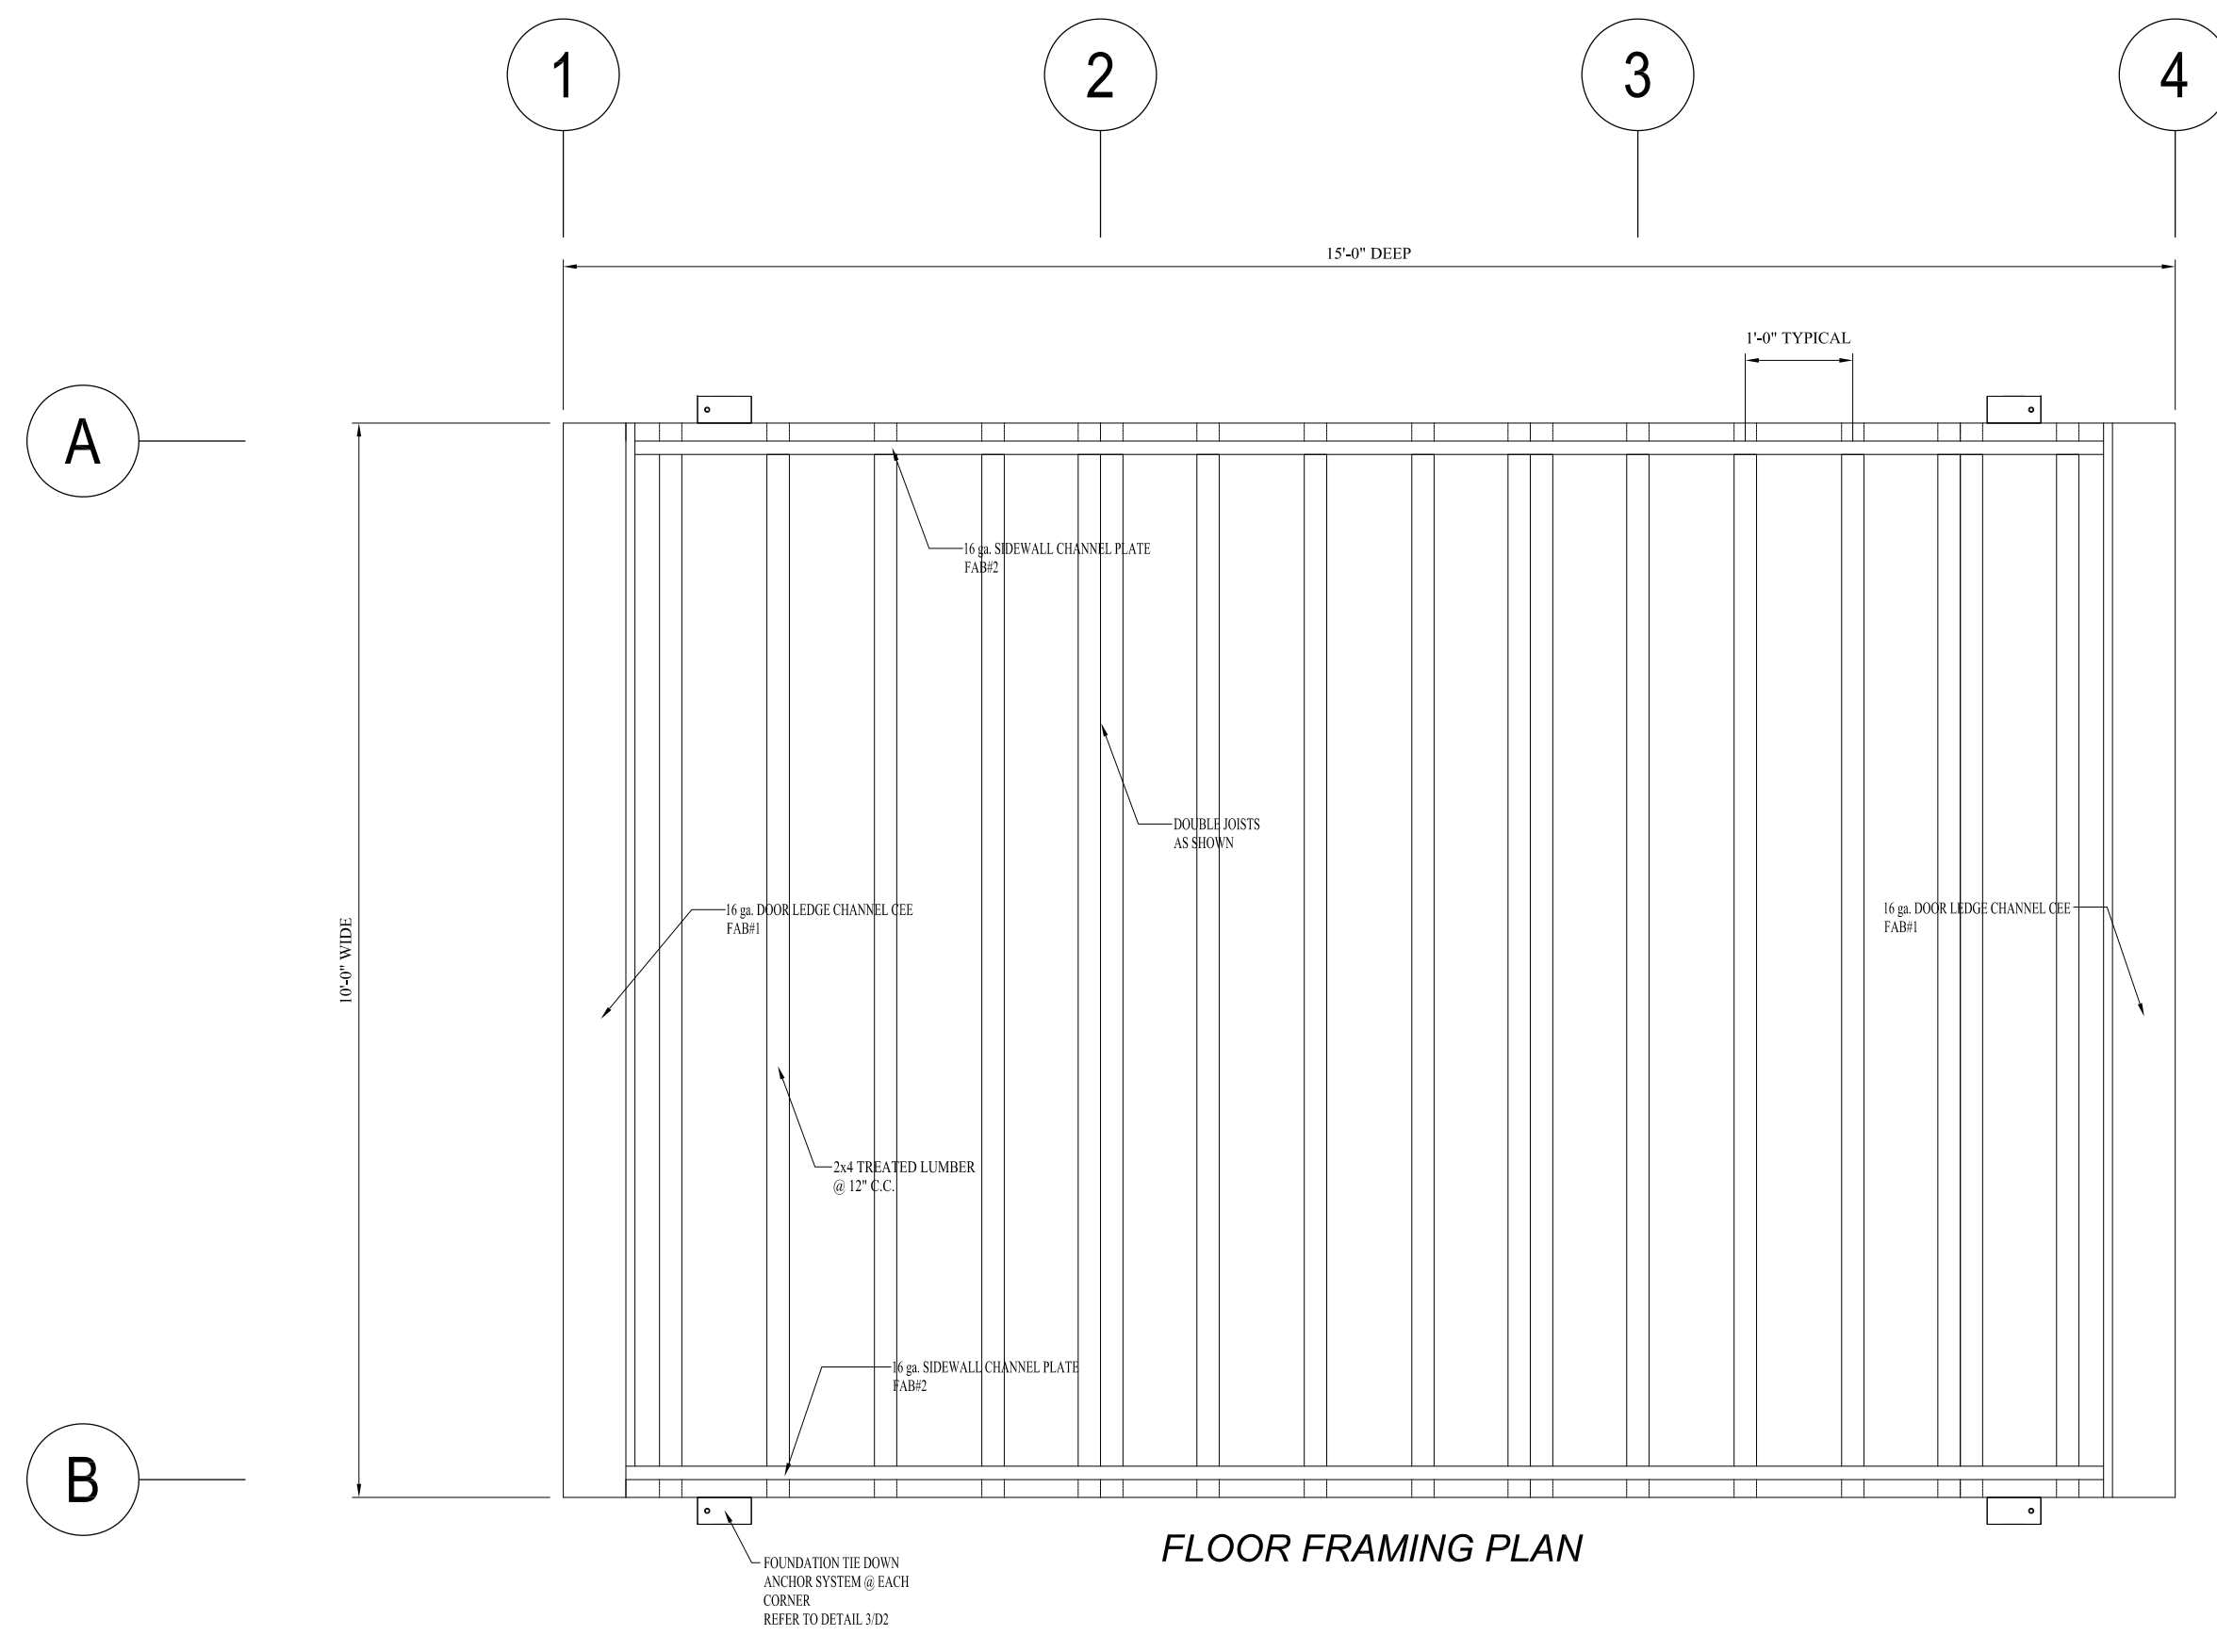 1
2
3
4
15'-0" DEEP
1'-0" TYPICAL
A
16 ga. SIDEWALL CHANNEL PLATE
FAB#2
DOUBLE JOISTS
AS SHOWN
16 ga. DOOR LEDGE CHANNEL CEE
FAB#1
16 ga. DOOR LEDGE CHANNEL CEE
FAB#1
10'-0" WIDE
2x4 TREATED LUMBER
@ 12" C.C.
16 ga. SIDEWALL CHANNEL PLATE
FAB#2
B
FLOOR FRAMING PLAN
FOUNDATION TIE DOWN
ANCHOR SYSTEM @ EACH
CORNER
REFER TO DETAIL 3/D2